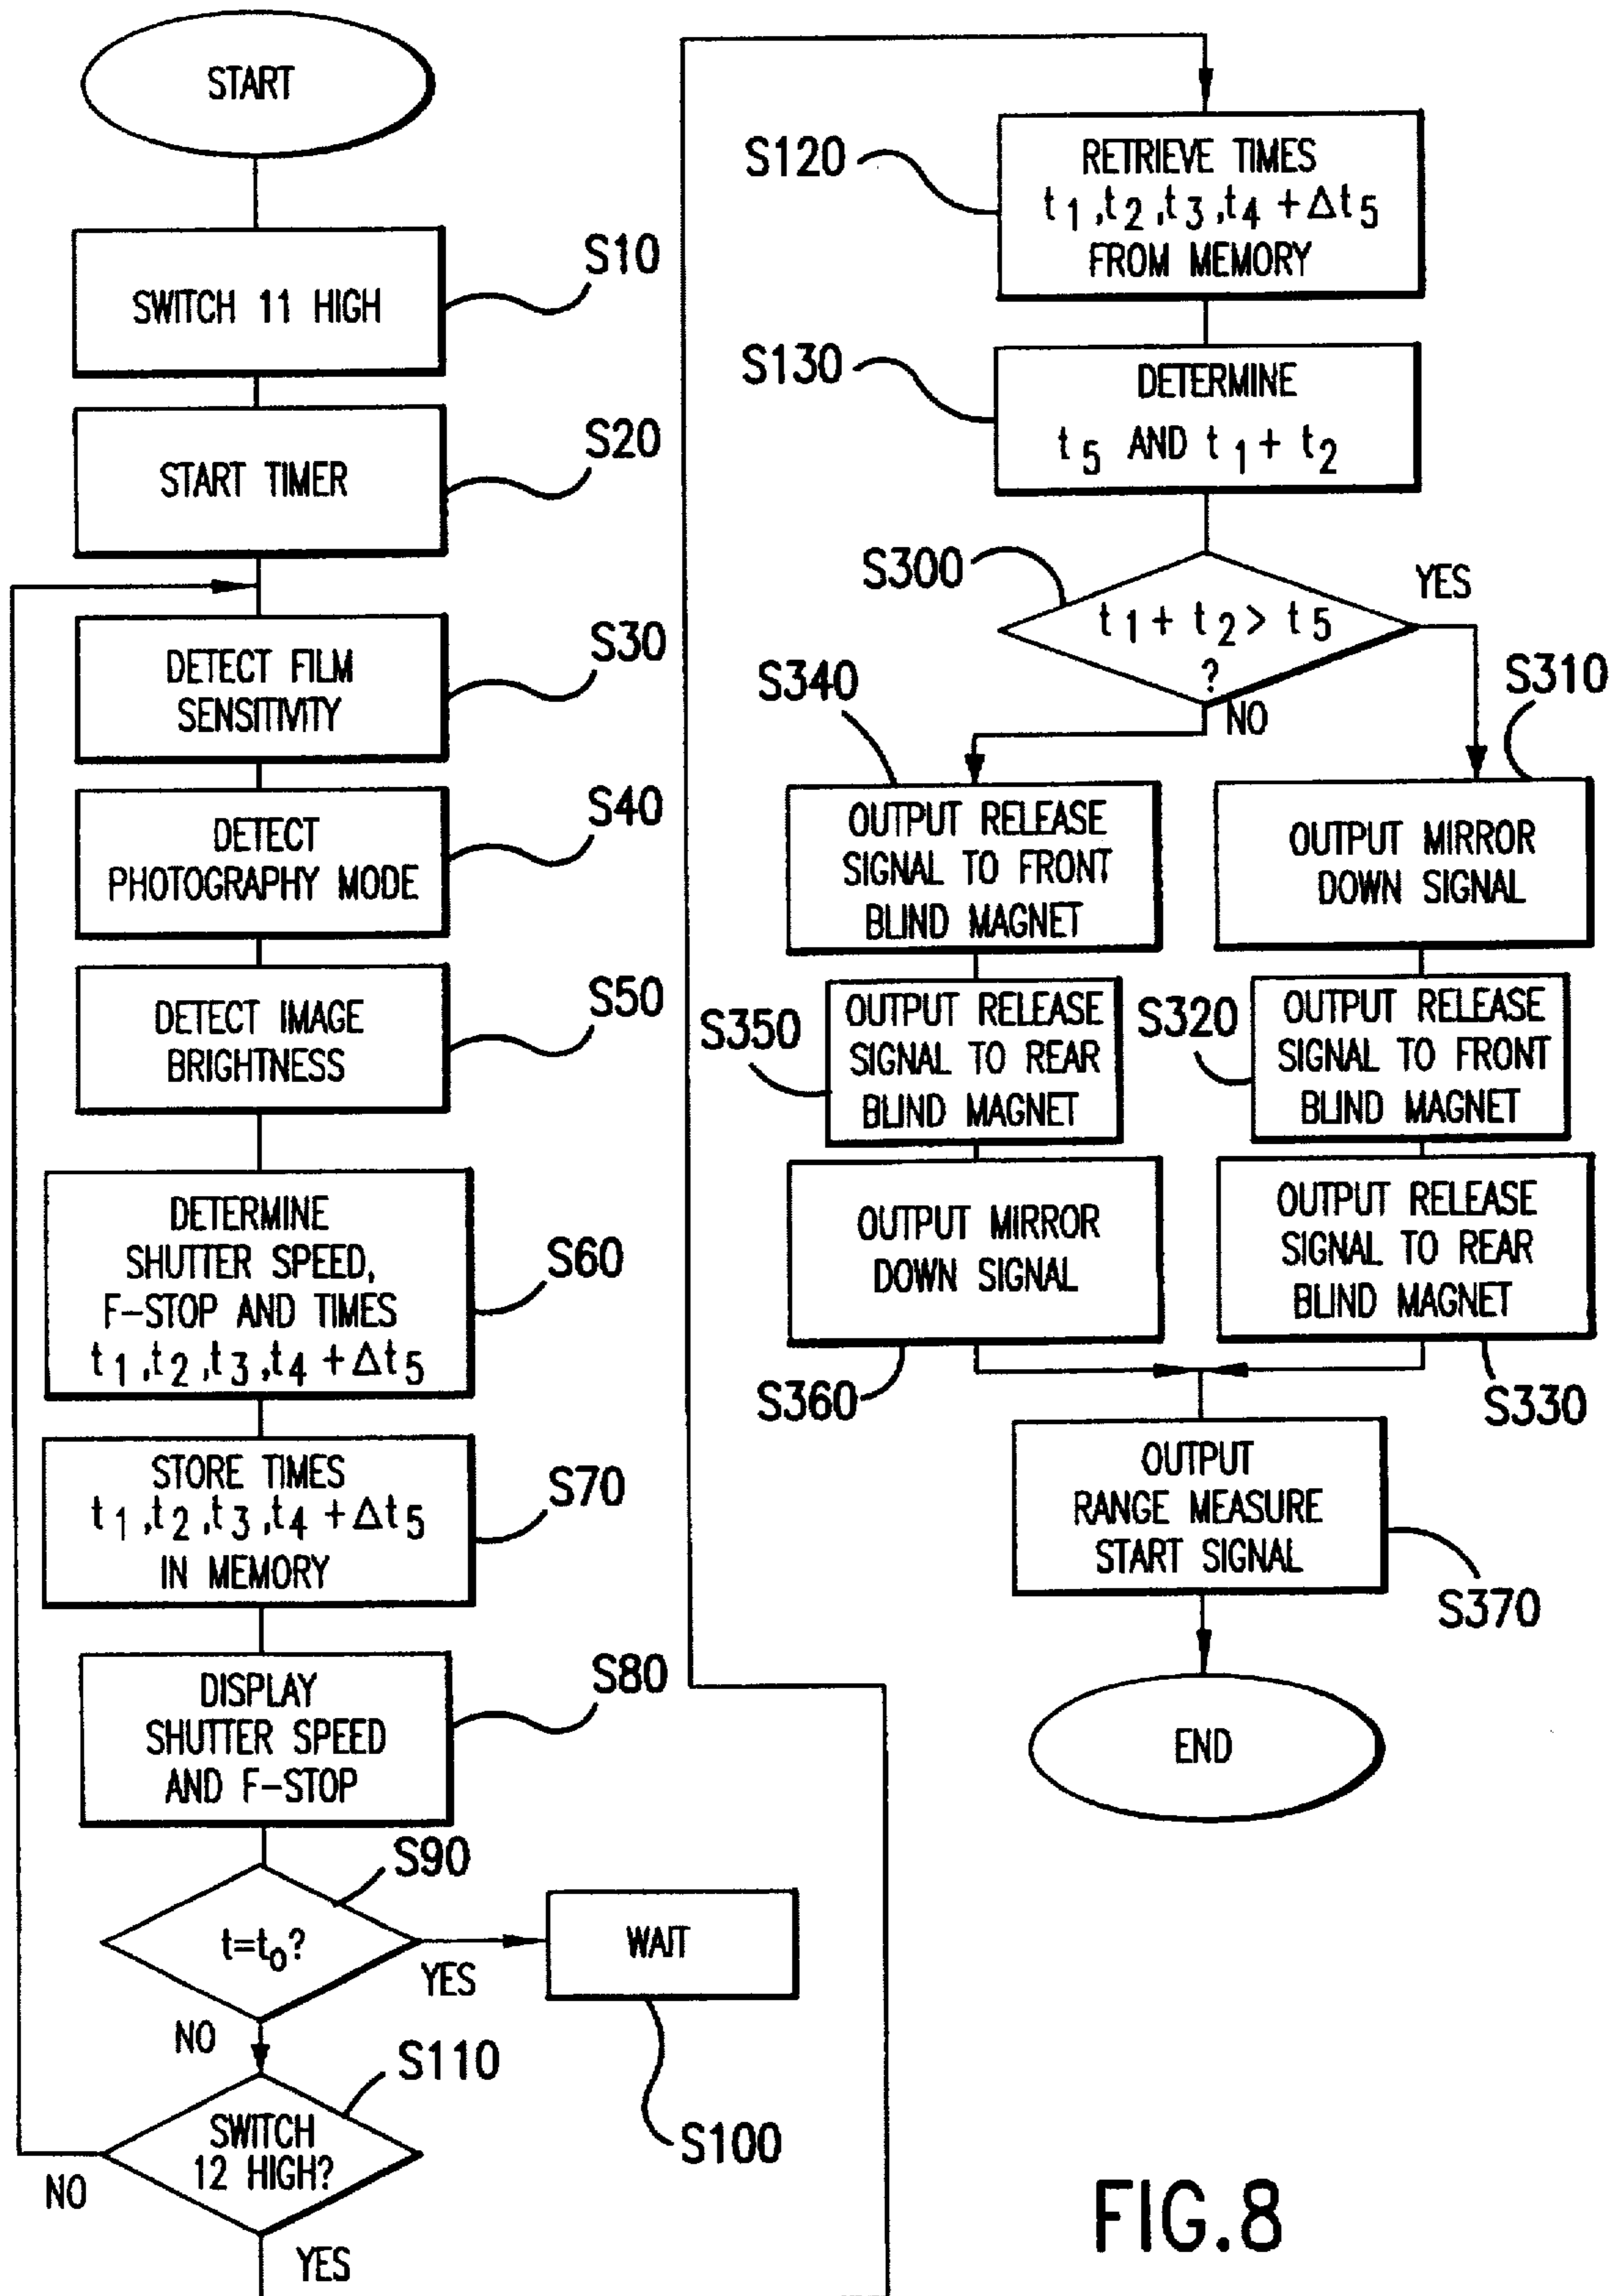 START
SWITCH 11 HIGH
S10
START TIMER
S20
DETECT FILM
SENSITIVITY
S30
DETECT
PHOTOGRAPHY MODE
S40
DETECT IMAGE
BRIGHTNESS
S50
DETERMINE
SHUTTER SPEED,
F-STOP AND TIMES
t1,t2,t3,t4+Δt5
S60
STORE TIMES
t1,t2,t3,t4+Δt5
IN MEMORY
S70
DISPLAY
SHUTTER SPEED
AND F-STOP
S80
S90
t=to?
YES
WAIT
S100
NO
S110
SWITCH
12 HIGH?
NO
YES
S120
RETRIEVE TIMES
t1,t2,t3,t4+Δt5
FROM MEMORY
S130
DETERMINE
t5 AND t1+t2
S300
t1+t2>t5
?
YES
NO
S340
OUTPUT RELEASE
SIGNAL TO FRONT
BLIND MAGNET
S310
OUTPUT MIRROR
DOWN SIGNAL
S350
OUTPUT RELEASE
SIGNAL TO REAR
BLIND MAGNET
S320
OUTPUT RELEASE
SIGNAL TO FRONT
BLIND MAGNET
OUTPUT MIRROR
DOWN SIGNAL
S360
OUTPUT RELEASE
SIGNAL TO REAR
BLIND MAGNET
S330
OUTPUT
RANGE MEASURE
START SIGNAL
S370
END
FIG.8